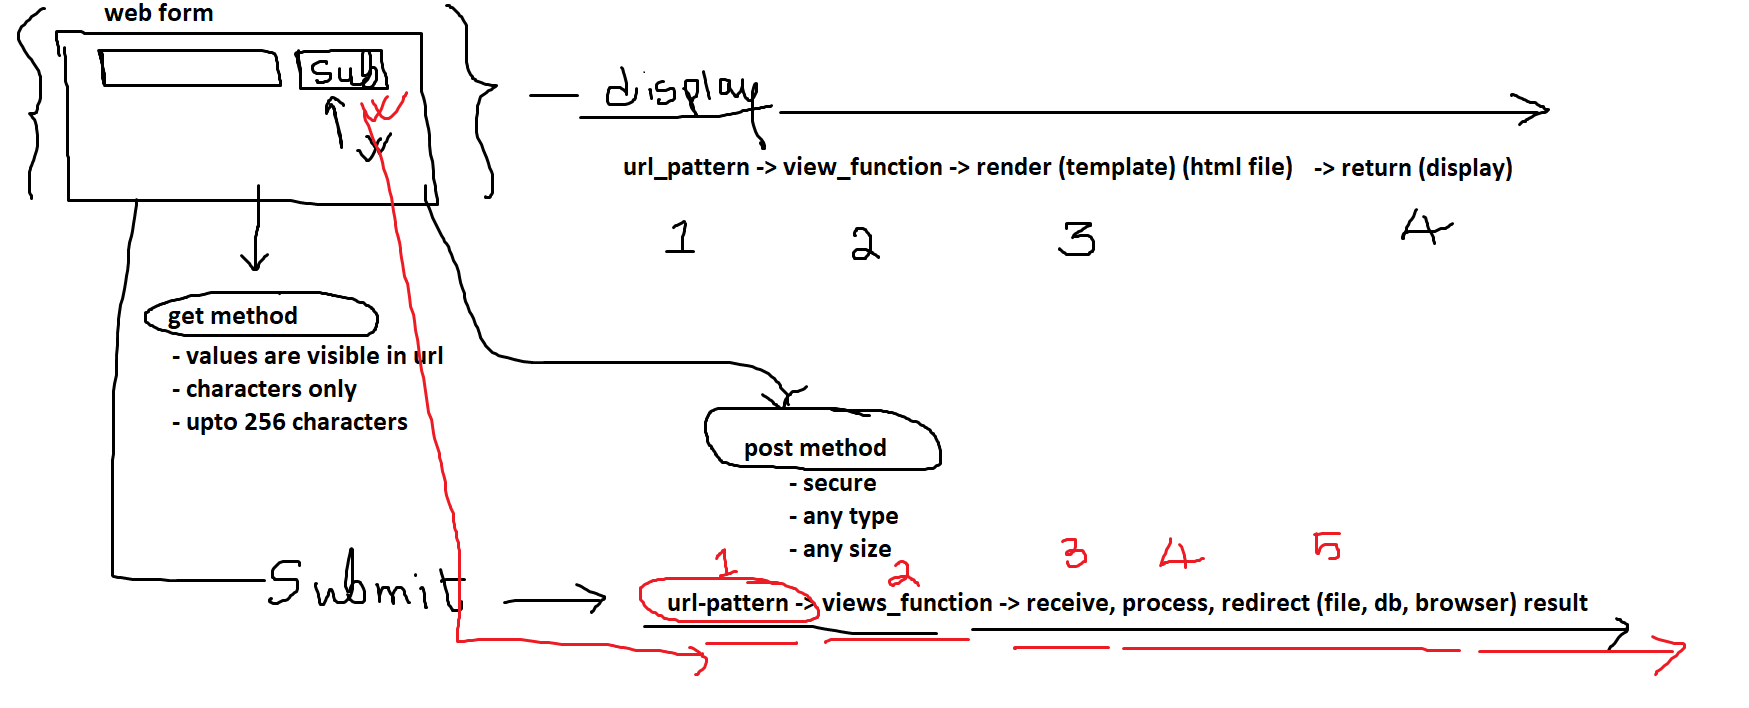 web form
Sub
display
url_pattern -> view_function -> render (template) (html file) -> return (display)
1 2 3 4
get method
- values are visible in url
- characters only
- upto 256 characters
post method
- secure
- any type
- any size
1 2 3 4 5
Submit
url-pattern -> views_function -> receive, process, redirect (file, db, browser) result